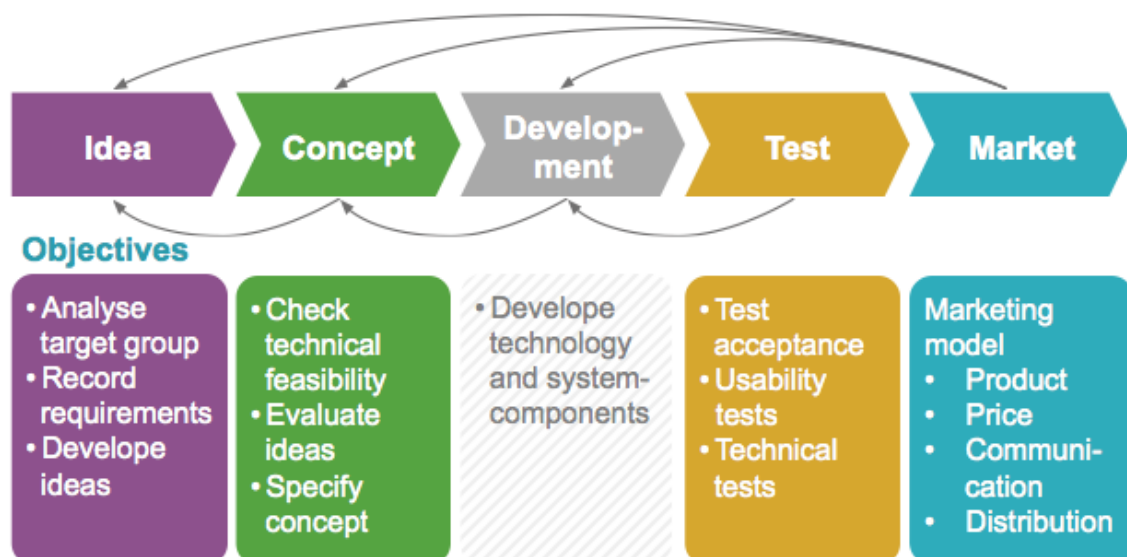 Idea
Concept
Develop-
ment
Test
Market
Objectives
• Analyse
target group
• Record
requirements
• Develope
ideas
• Check
technical
feasibility
• Evaluate
ideas
• Specify
concept
• Develope
technology
and system-
components
• Test
acceptance
• Usability
tests
• Technical
tests
Marketing
model
• Product
• Price
• Communi-
cation
• Distribution